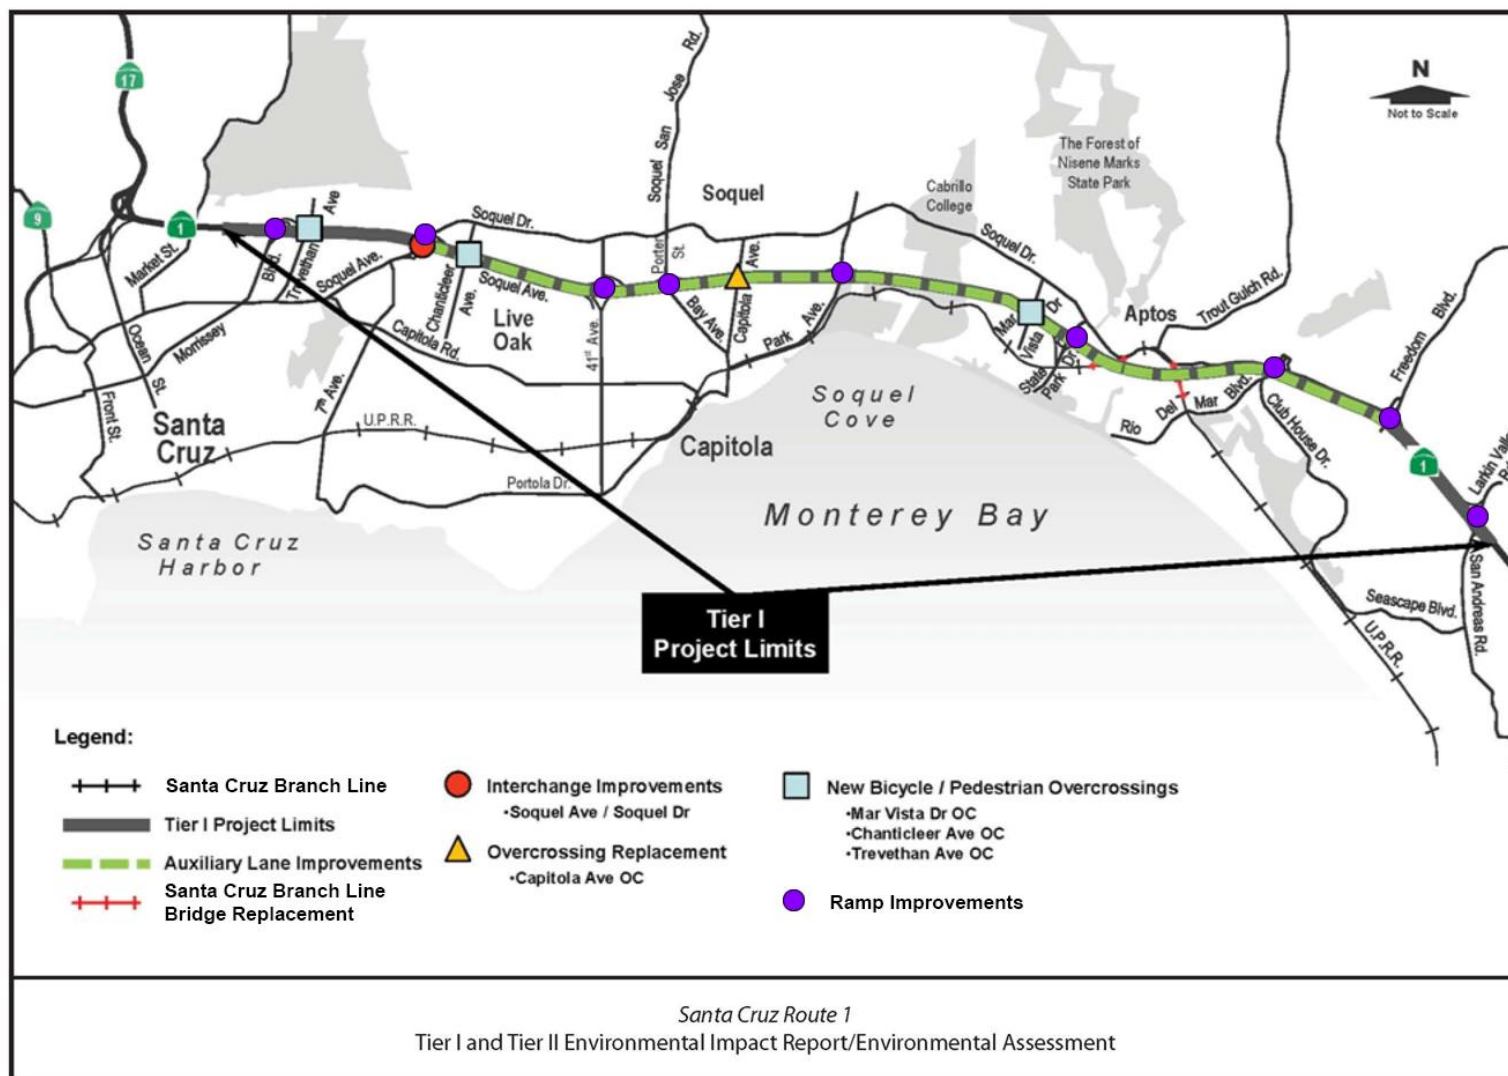 17
N
Not to Scale
Soquel San Jose Rd.
The Forest of
Nisene Marks
State Park
9
1
Ave
Soquel
Cabrillo
College
Soquel Dr.
Soquel Dr.
Market St.
Blvd.
Trevethan
Soquel Ave.
Chanticleer
Ave.
Soquel Ave.
Porter
St.
Ave.
Capitola
Bay Ave.
Park Ave.
Mar
Vista
Dr
Aptos
Trout Gulch Rd.
Freedom Blvd.
Live
Oak
Capitola Rd.
41st Ave.
Ocean
St.
Morrissey
7th Ave.
Front St.
State
Park
Dr.
Soquel
Cove
Rio
Del
Mar
Blvd.
Club House Dr.
Santa
Cruz
U.P.R.R.
Capitola
1
Larkin Valle
Portola Dr.
Monterey Bay
Santa Cruz
Harbor
San Andreas Rd.
Seascape Blvd.
U.P.R.R.
Tier I
Project Limits
Legend:
Santa Cruz Branch Line
Tier I Project Limits
Auxiliary Lane Improvements
Santa Cruz Branch Line
Bridge Replacement
Interchange Improvements
•Soquel Ave / Soquel Dr
Overcrossing Replacement
•Capitola Ave OC
New Bicycle / Pedestrian Overcrossings
•Mar Vista Dr OC
•Chanticleer Ave OC
•Trevethan Ave OC
Ramp Improvements
Santa Cruz Route 1
Tier I and Tier II Environmental Impact Report/Environmental Assessment